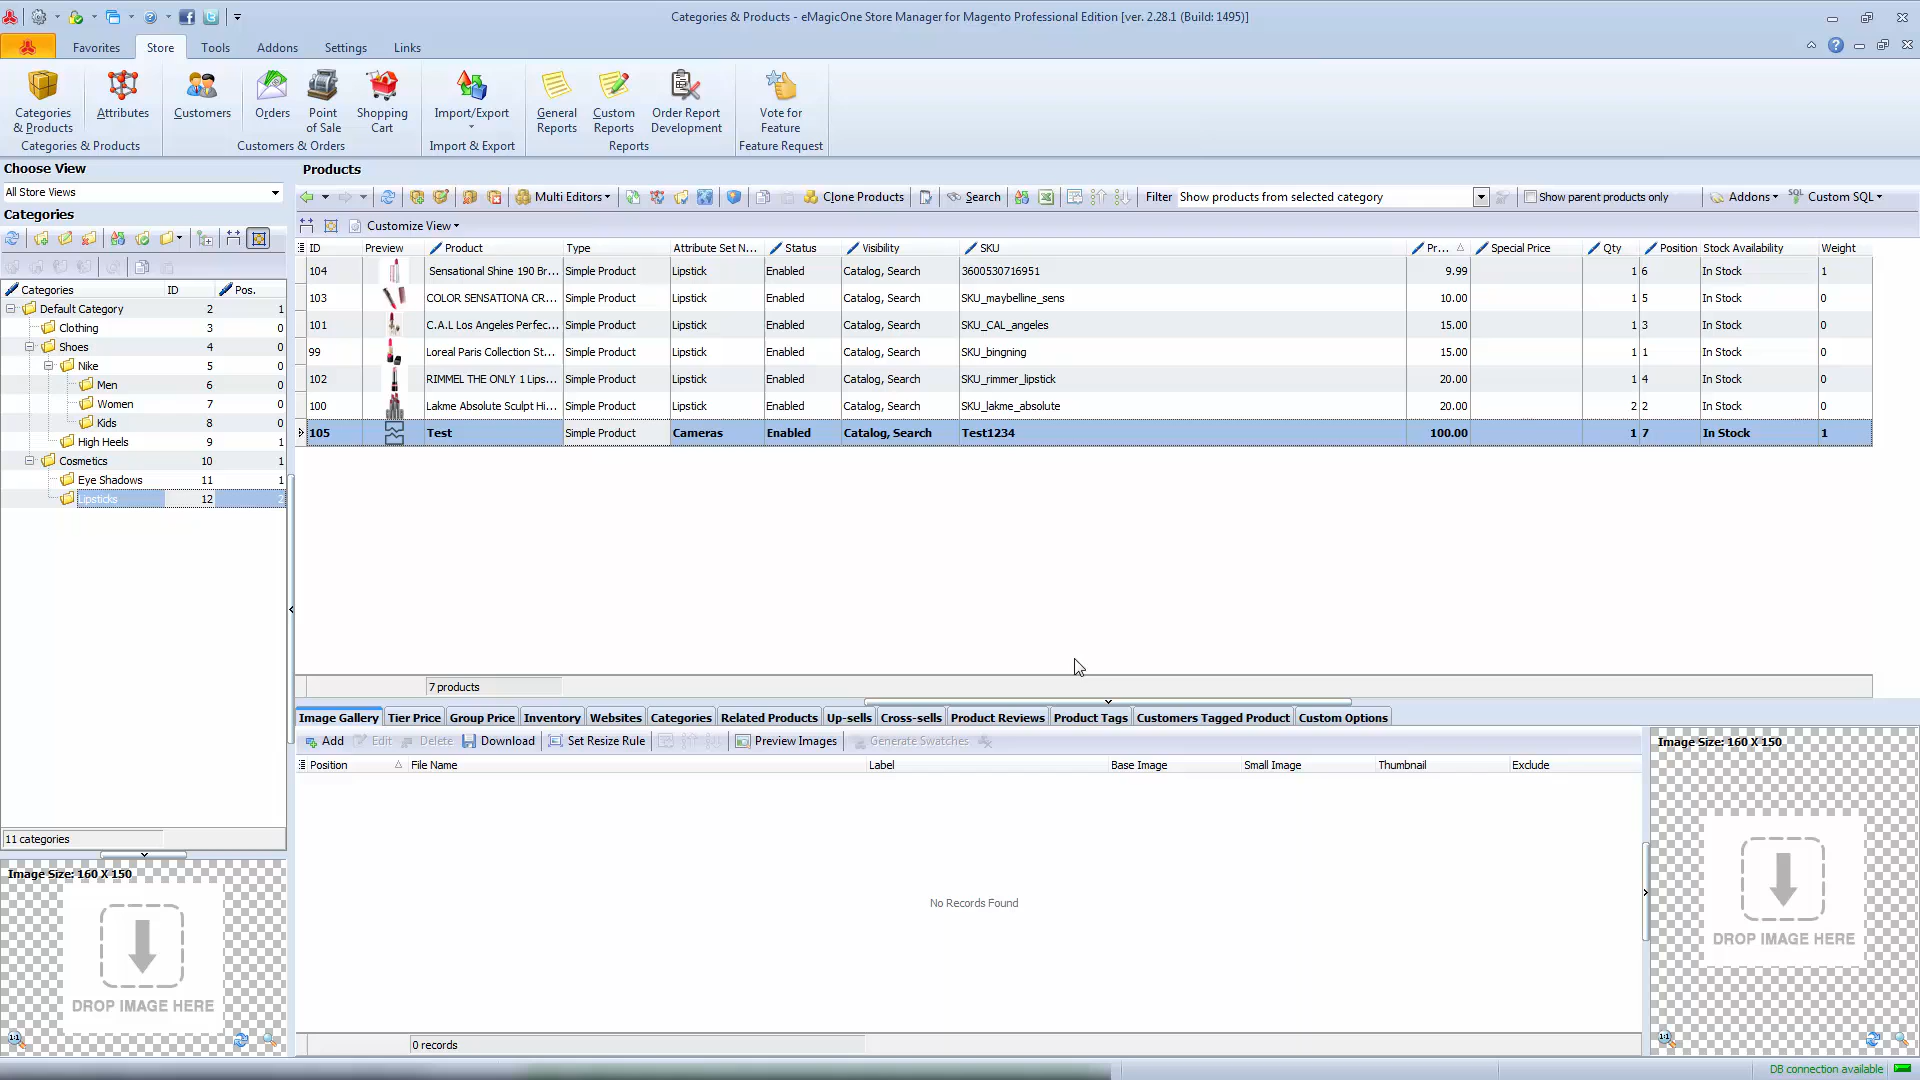 Categories & Products - eMagicOne Store Manager for Magento Professional Edition [ver. 2.28.1 (Build: 1495)]
Favorites Store Tools Addons Settings Links
Categories & Products Attributes Customers Orders Point of Sale Shopping Cart Import/Export General Reports Custom Reports Order Report Development Vote for Feature
Categories & Products Customers & Orders Import & Export Reports Feature Request
Choose View
All Store Views
Categories
Categories ID Pos.
Default Category 2 1
Clothing 3 0
Shoes 4 0
Nike 5 0
Men 6 0
Women 7 0
Kids 8 0
High Heels 9 1
Cosmetics 10 1
Eye Shadows 11 1
Lipsticks 12 2
11 categories
Image Size: 160 X 150
DROP IMAGE HERE
1:1
Products
Multi Editors Clone Products Search Filter Show products from selected category Show parent products only Addons SQL Custom SQL
Customize View
ID Preview Product Type Attribute Set N... Status Visibility SKU Pr... Special Price Qty Position Stock Availability Weight
104 Sensational Shine 190 Br... Simple Product Lipstick Enabled Catalog, Search 3600530716951 9.99 1 6 In Stock 1
103 COLOR SENSATIONA CR... Simple Product Lipstick Enabled Catalog, Search SKU_maybelline_sens 10.00 1 5 In Stock 0
101 C.A.L Los Angeles Perfec... Simple Product Lipstick Enabled Catalog, Search SKU_CAL_angeles 15.00 1 3 In Stock 0
99 Loreal Paris Collection St... Simple Product Lipstick Enabled Catalog, Search SKU_bingning 15.00 1 1 In Stock 0
102 RIMMEL THE ONLY 1 Lips... Simple Product Lipstick Enabled Catalog, Search SKU_rimmer_lipstick 20.00 1 4 In Stock 0
100 Lakme Absolute Sculpt Hi... Simple Product Lipstick Enabled Catalog, Search SKU_lakme_absolute 20.00 2 2 In Stock 0
105 Test Simple Product Cameras Enabled Catalog, Search Test1234 100.00 1 7 In Stock 1
7 products
Image Gallery Tier Price Group Price Inventory Websites Categories Related Products Up-sells Cross-sells Product Reviews Product Tags Customers Tagged Product Custom Options
Add Edit Delete Download Set Resize Rule Preview Images Generate Swatches
Position File Name Label Base Image Small Image Thumbnail Exclude
No Records Found
0 records
Image Size: 160 X 150
DROP IMAGE HERE
1:1
DB connection available